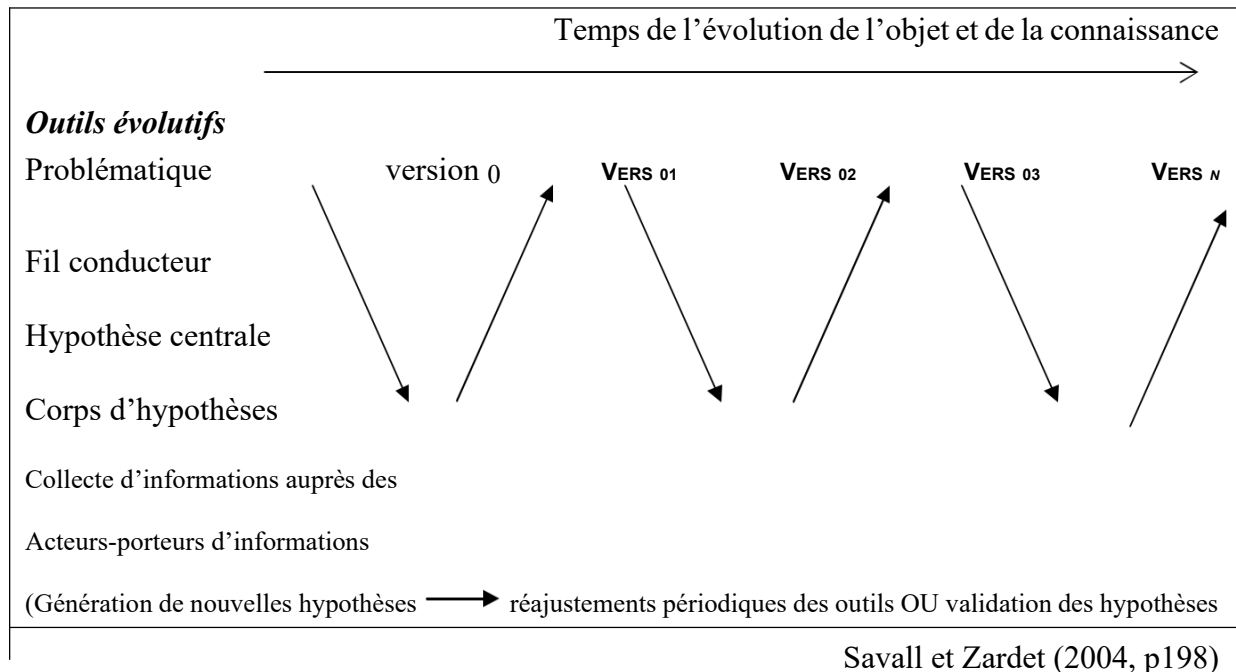 Temps de l’évolution de l’objet et de la connaissance
Outils évolutifs
Problématique version 0 VERS 01 VERS 02 VERS 03 VERS N
Fil conducteur
Hypothèse centrale
Corps d’hypothèses
Collecte d’informations auprès des
Acteurs-porteurs d’informations
(Génération de nouvelles hypothèses réajustements périodiques des outils OU validation des hypothèses
Savall et Zardet (2004, p198)